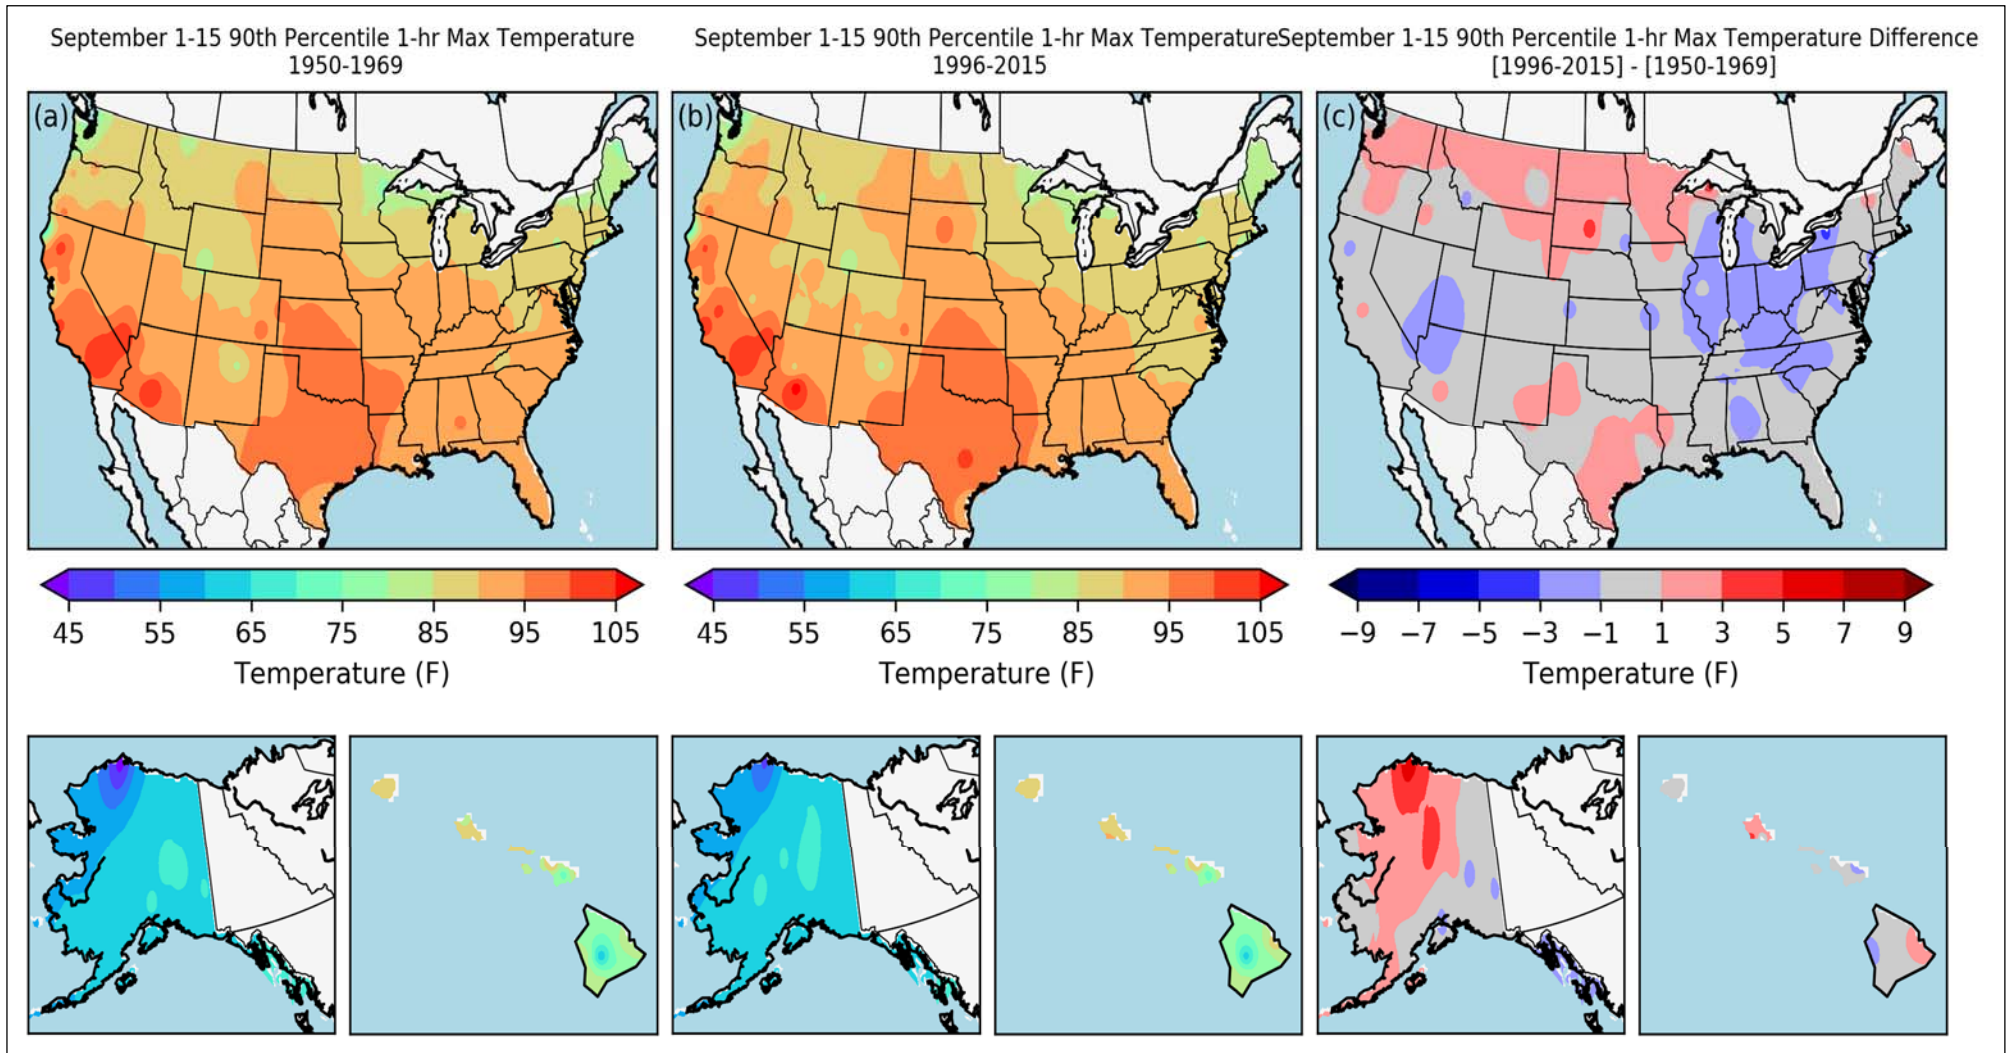 September 1-15 90th Percentile 1-hr Max Temperature
1950-1969
September 1-15 90th Percentile 1-hr Max Temperature
1996-2015
September 1-15 90th Percentile 1-hr Max Temperature Difference
[1996-2015] - [1950-1969]
(a)
(b)
(c)
45 55 65 75 85 95 105
Temperature (F)
45 55 65 75 85 95 105
Temperature (F)
−9 −7 −5 −3 −1 1 3 5 7 9
Temperature (F)